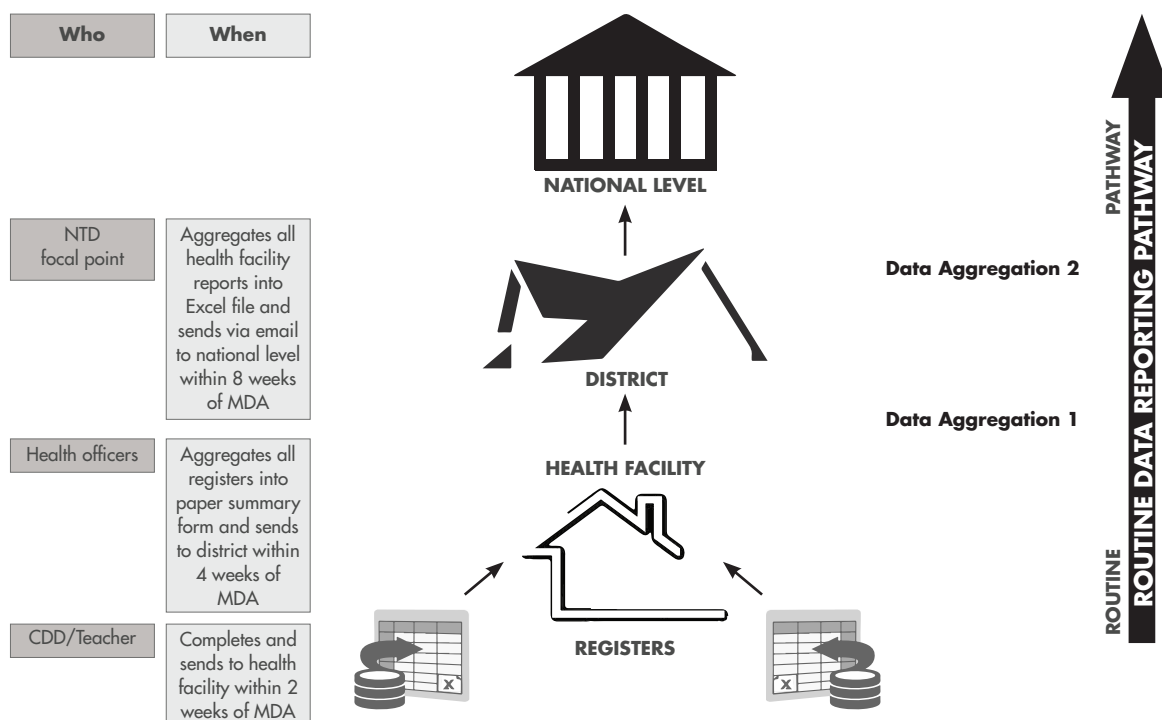 Who
When
NATIONAL LEVEL
NTD
focal point
Aggregates all
health facility
reports into
Excel file and
sends via email
to national level
within 8 weeks
of MDA
Data Aggregation 2
DISTRICT
Data Aggregation 1
Health officers
Aggregates all
registers into
paper summary
form and sends
to district within
4 weeks of
MDA
HEALTH FACILITY
CDD/Teacher
Completes and
sends to health
facility within 2
weeks of MDA
REGISTERS
X
X
ROUTINE
PATHWAY
ROUTINE DATA REPORTING PATHWAY